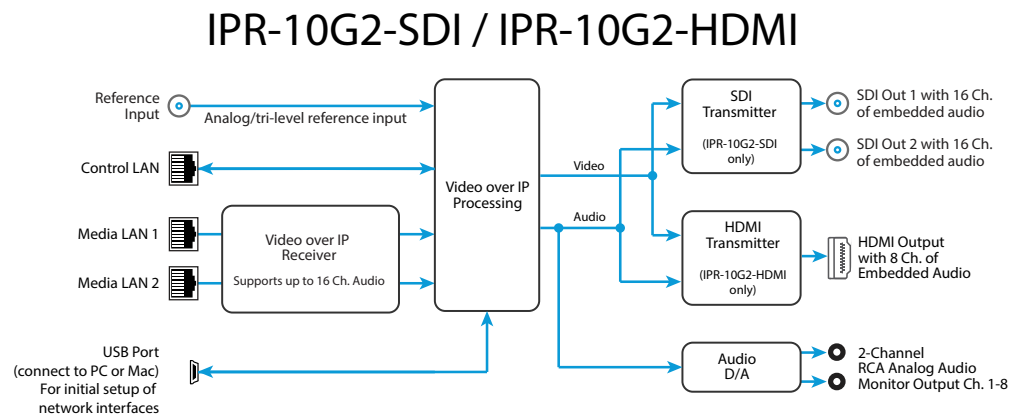 IPR-10G2-SDI / IPR-10G2-HDMI
Reference
Input
Analog/tri-level reference input
Control LAN
Media LAN 1
Media LAN 2
Video over IP
Receiver
Supports up to 16 Ch. Audio
USB Port
(connect to PC or Mac)
For initial setup of
network interfaces
Video over IP
Processing
Video
Audio
SDI
Transmitter
(IPR-10G2-SDI
only)
SDI Out 1 with 16 Ch.
of embedded audio
SDI Out 2 with 16 Ch.
of embedded audio
HDMI
Transmitter
(IPR-10G2-HDMI
only)
HDMI Output
with 8 Ch. of
Embedded Audio
Audio
D/A
2-Channel
RCA Analog Audio
Monitor Output Ch. 1-8